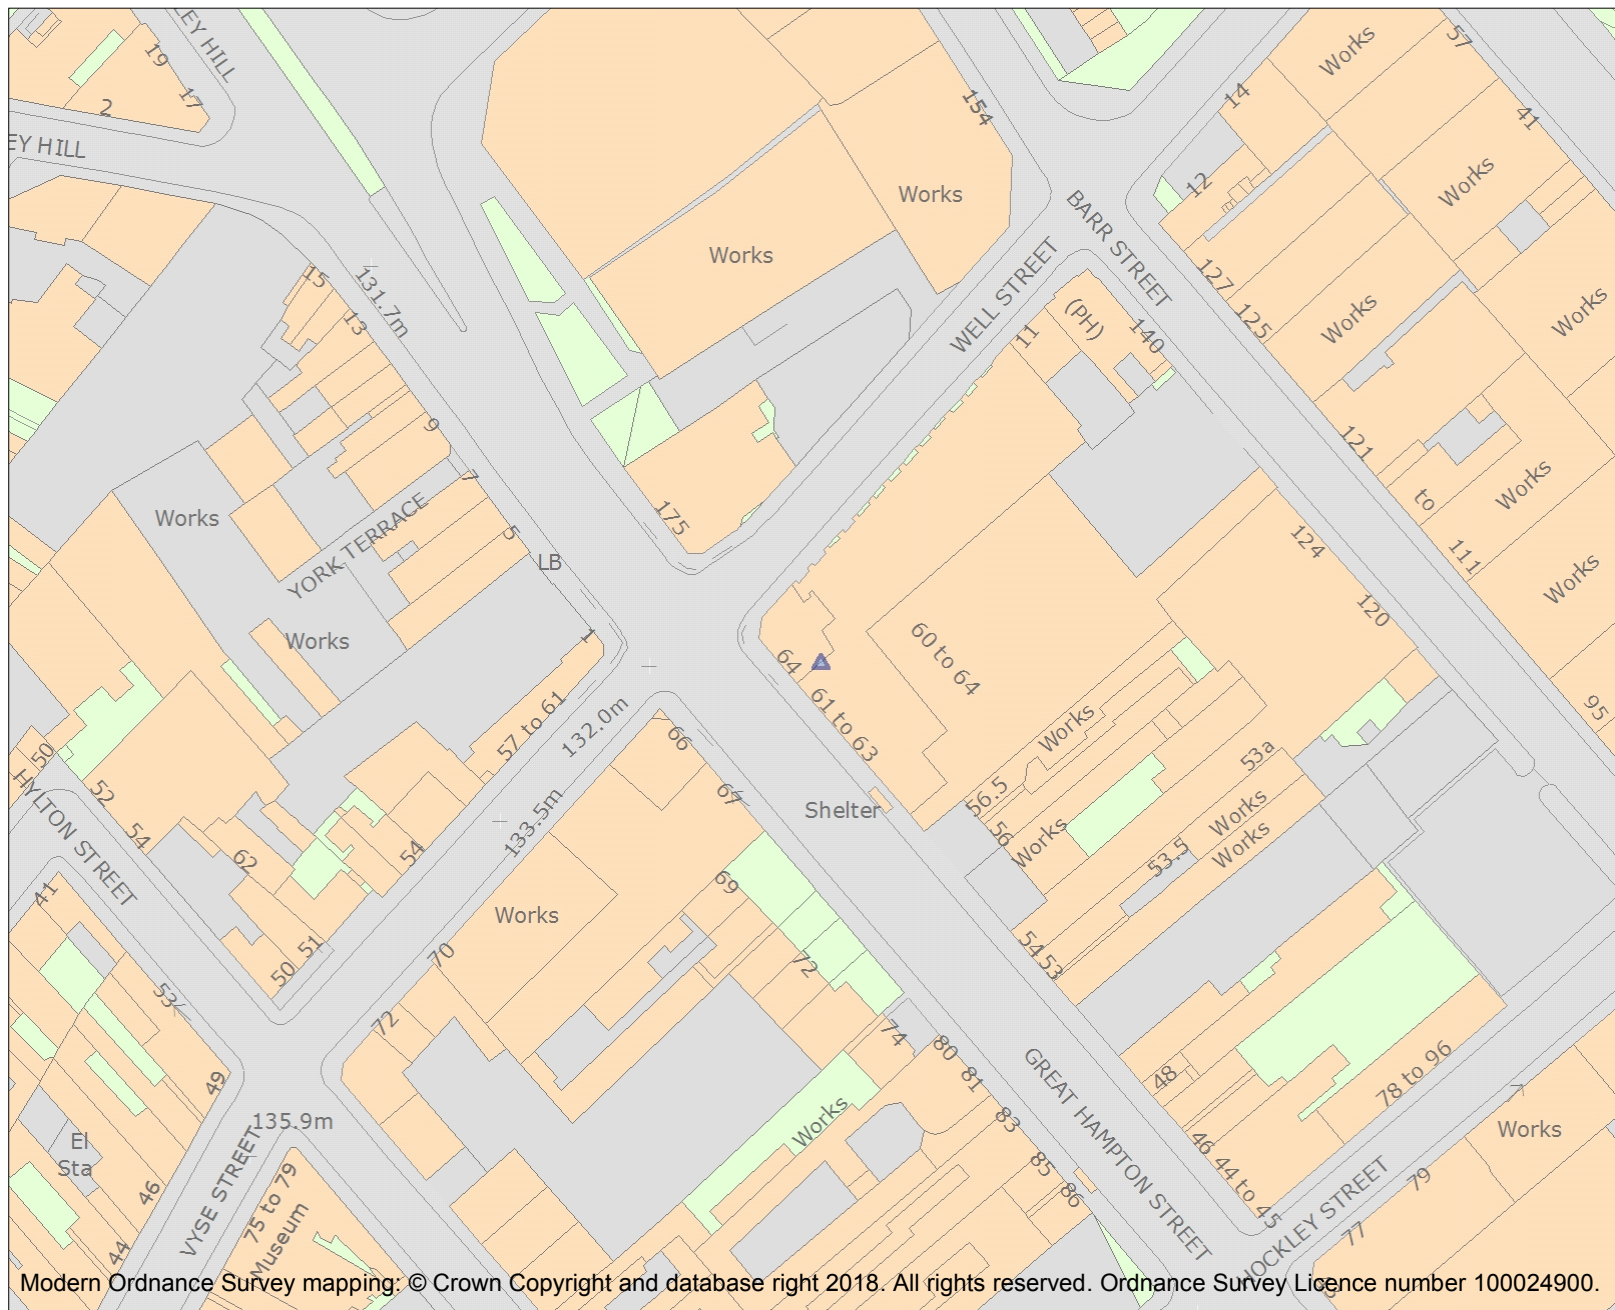 LEY HILL
19
17
2
EY HILL
154
Works
57
14
41
Works
Works
12
Works
BARR STREET
WELL STREET
127
125
Works
Works
(PH)
140
11
15
131.7m
13
9
7
121
to
111
Works
Works
Works
YORK TERRACE
5
LB
175
124
120
Works
1
64
60 to 64
61 to 63
95
57 to 61
132.0m
66
67
Works
53a
50
HYLTON STREET
52
54
133.5m
Shelter
56.5
56
Works
Works
Works
53.5
62
54
41
Works
69
70
72
54
53
51
50
53
72
74
80
81
83
85
86
GREAT HAMPTON STREET
48
78 to 96
49
135.9m
El
Sta
Works
Works
46
VYSE STREET
75 to 79
Museum
44
46
44 to 45
HOCKLEY STREET
79
77
Modern Ordnance Survey mapping: © Crown Copyright and database right 2018. All rights reserved. Ordnance Survey Licence number 100024900.